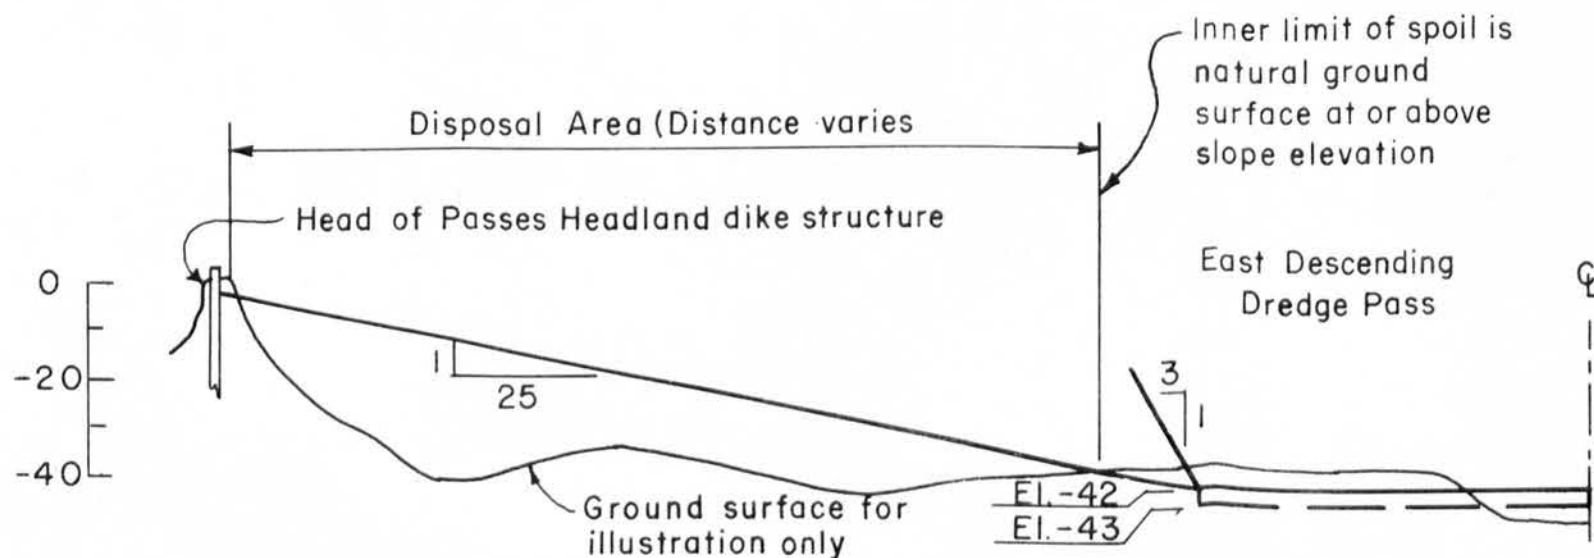 Inner limit of spoil is
natural ground
surface at or above
slope elevation
Disposal Area (Distance varies
Head of Passes Headland dike structure
East Descending
Dredge Pass
℄
0
-20
-40
1
25
3
1
El.-42
El.-43
Ground surface for
illustration only